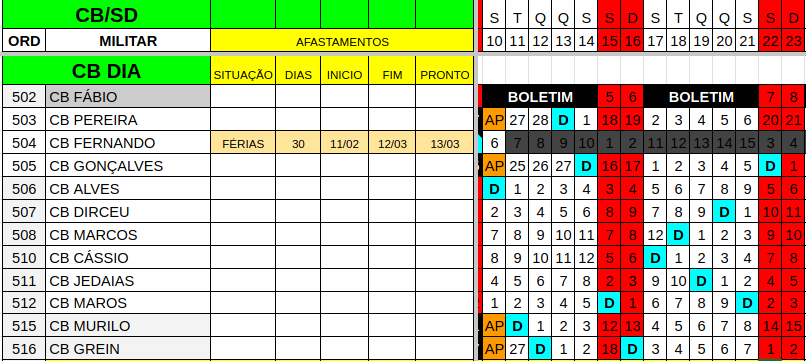 CB/SD S T Q Q S S D S T Q Q S S D
ORD MILITAR AFASTAMENTOS 10 11 12 13 14 15 16 17 18 19 20 21 22 23
CB DIA SITUAÇÃO DIAS INICIO FIM PRONTO
502 CB FÁBIO BOLETIM 5 6 BOLETIM 7 8
503 CB PEREIRA AP 27 28 D 1 18 19 2 3 4 5 6 20 21
504 CB FERNANDO FÉRIAS 30 11/02 12/03 13/03 6 7 8 9 10 1 2 11 12 13 14 15 3 4
505 CB GONÇALVES AP 25 26 27 D 16 17 1 2 3 4 5 D 1
506 CB ALVES D 1 2 3 4 3 4 5 6 7 8 9 5 6
507 CB DIRCEU 2 3 4 5 6 8 9 7 8 9 D 1 10 11
508 CB MARCOS 7 8 9 10 11 7 8 12 D 1 2 3 9 10
510 CB CÁSSIO 8 9 10 11 12 5 6 D 1 2 3 4 7 8
511 CB JEDAIAS 4 5 6 7 8 2 3 9 10 D 1 2 3 4
512 CB MAROS 1 2 3 4 5 D 1 6 7 8 9 D 2 3
515 CB MURILO AP D 1 2 3 12 13 4 5 6 7 8 14 15
516 CB GREIN AP 27 D 1 2 18 D 3 4 5 6 7 1 2